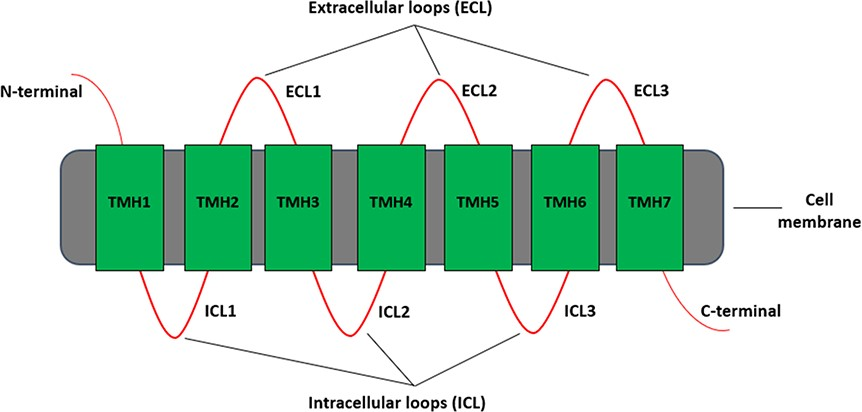 Extracellular loops (ECL)
N-terminal
ECL1
ECL2
ECL3
TMH1
TMH2
TMH3
TMH4
TMH5
TMH6
TMH7
Cell
membrane
ICL1
ICL2
ICL3
C-terminal
Intracellular loops (ICL)